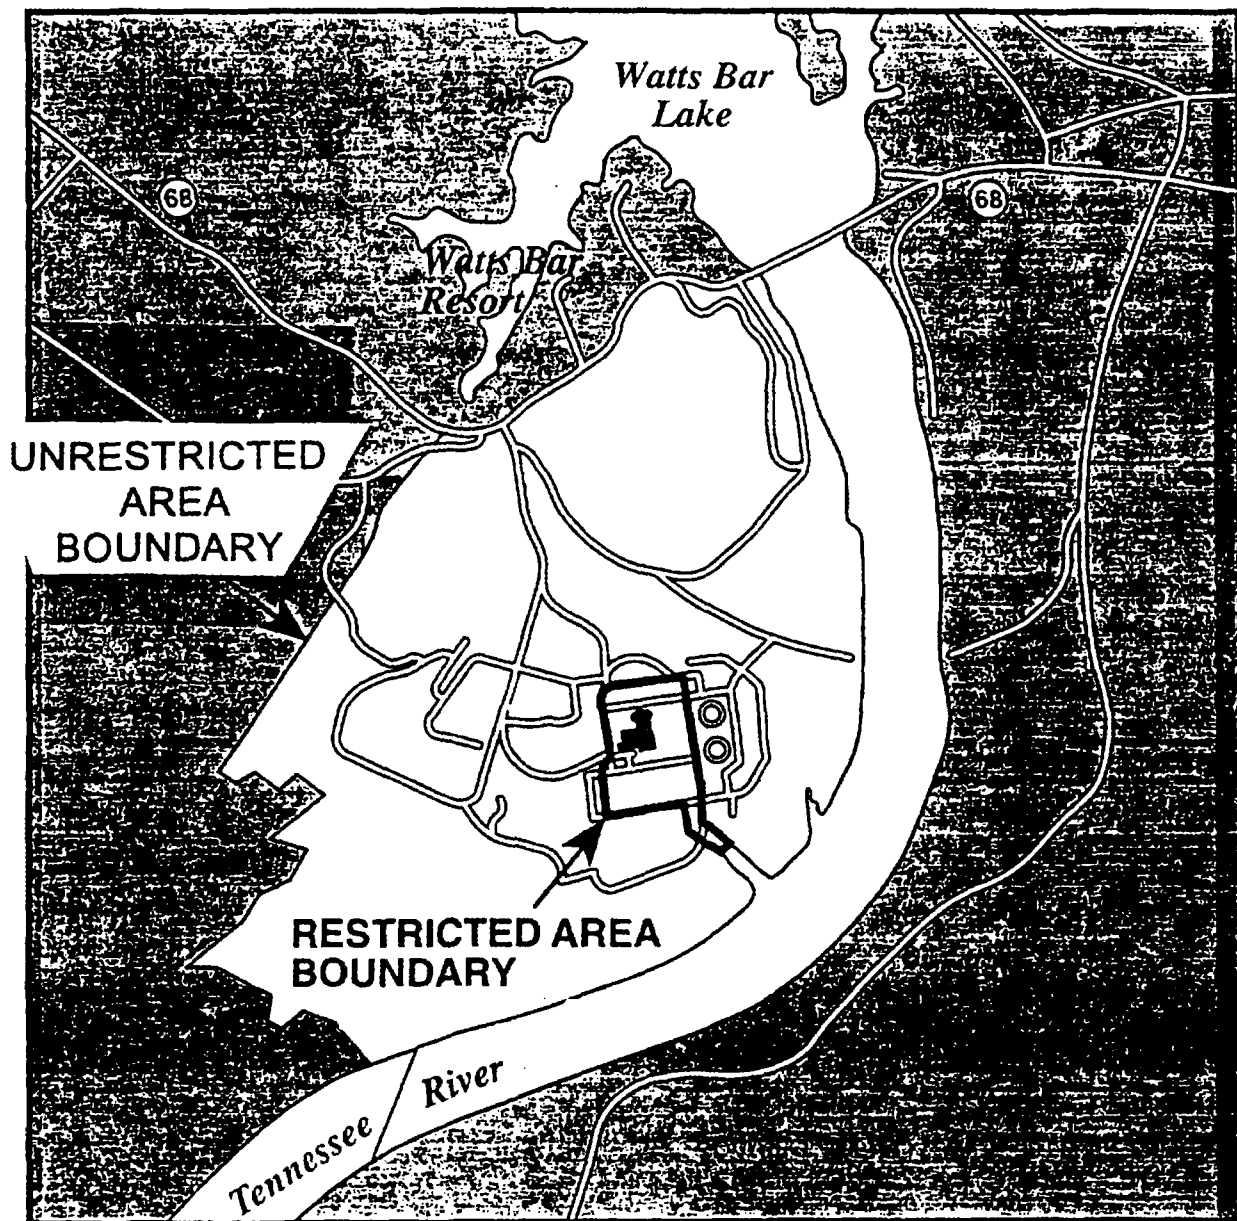 Watts Bar
Lake
68
68
Watts Bar
Resort
UNRESTRICTED
AREA
BOUNDARY
RESTRICTED AREA
BOUNDARY
Tennessee River